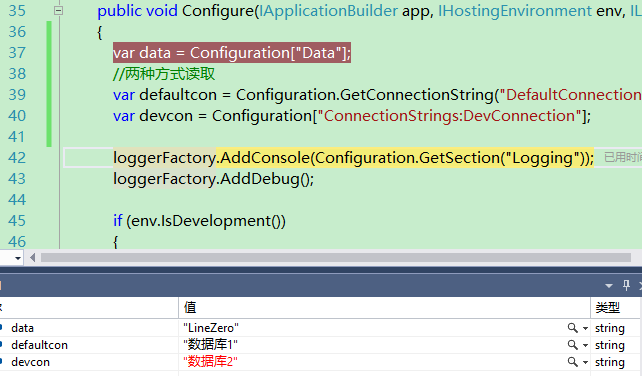 35 public void Configure(IApplicationBuilder app, IHostingEnvironment env, IL
36 {
37 var data = Configuration["Data"];
38 //两种方式读取
39 var defaultcon = Configuration.GetConnectionString("DefaultConnection
40 var devcon = Configuration["ConnectionStrings:DevConnection"];
41
42 loggerFactory.AddConsole(Configuration.GetSection("Logging")); 已用时间
43 loggerFactory.AddDebug();
44
45 if (env.IsDevelopment())
46 {
值 类型
data "LineZero" string
defaultcon "数据库1" string
devcon "数据库2" string